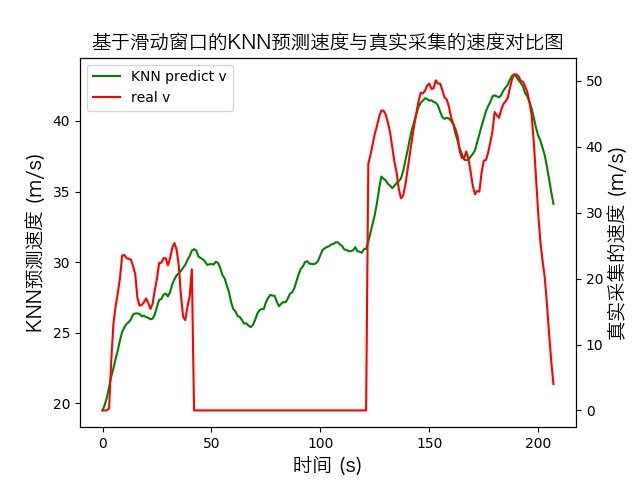 基于滑动窗口的KNN预测速度与真实采集的速度对比图
KNN predict v
real v
KNN预测速度 (m/s)
40
35
30
25
20
真实采集的速度 (m/s)
50
40
30
20
10
0
0 50 100 150 200
时间 (s)